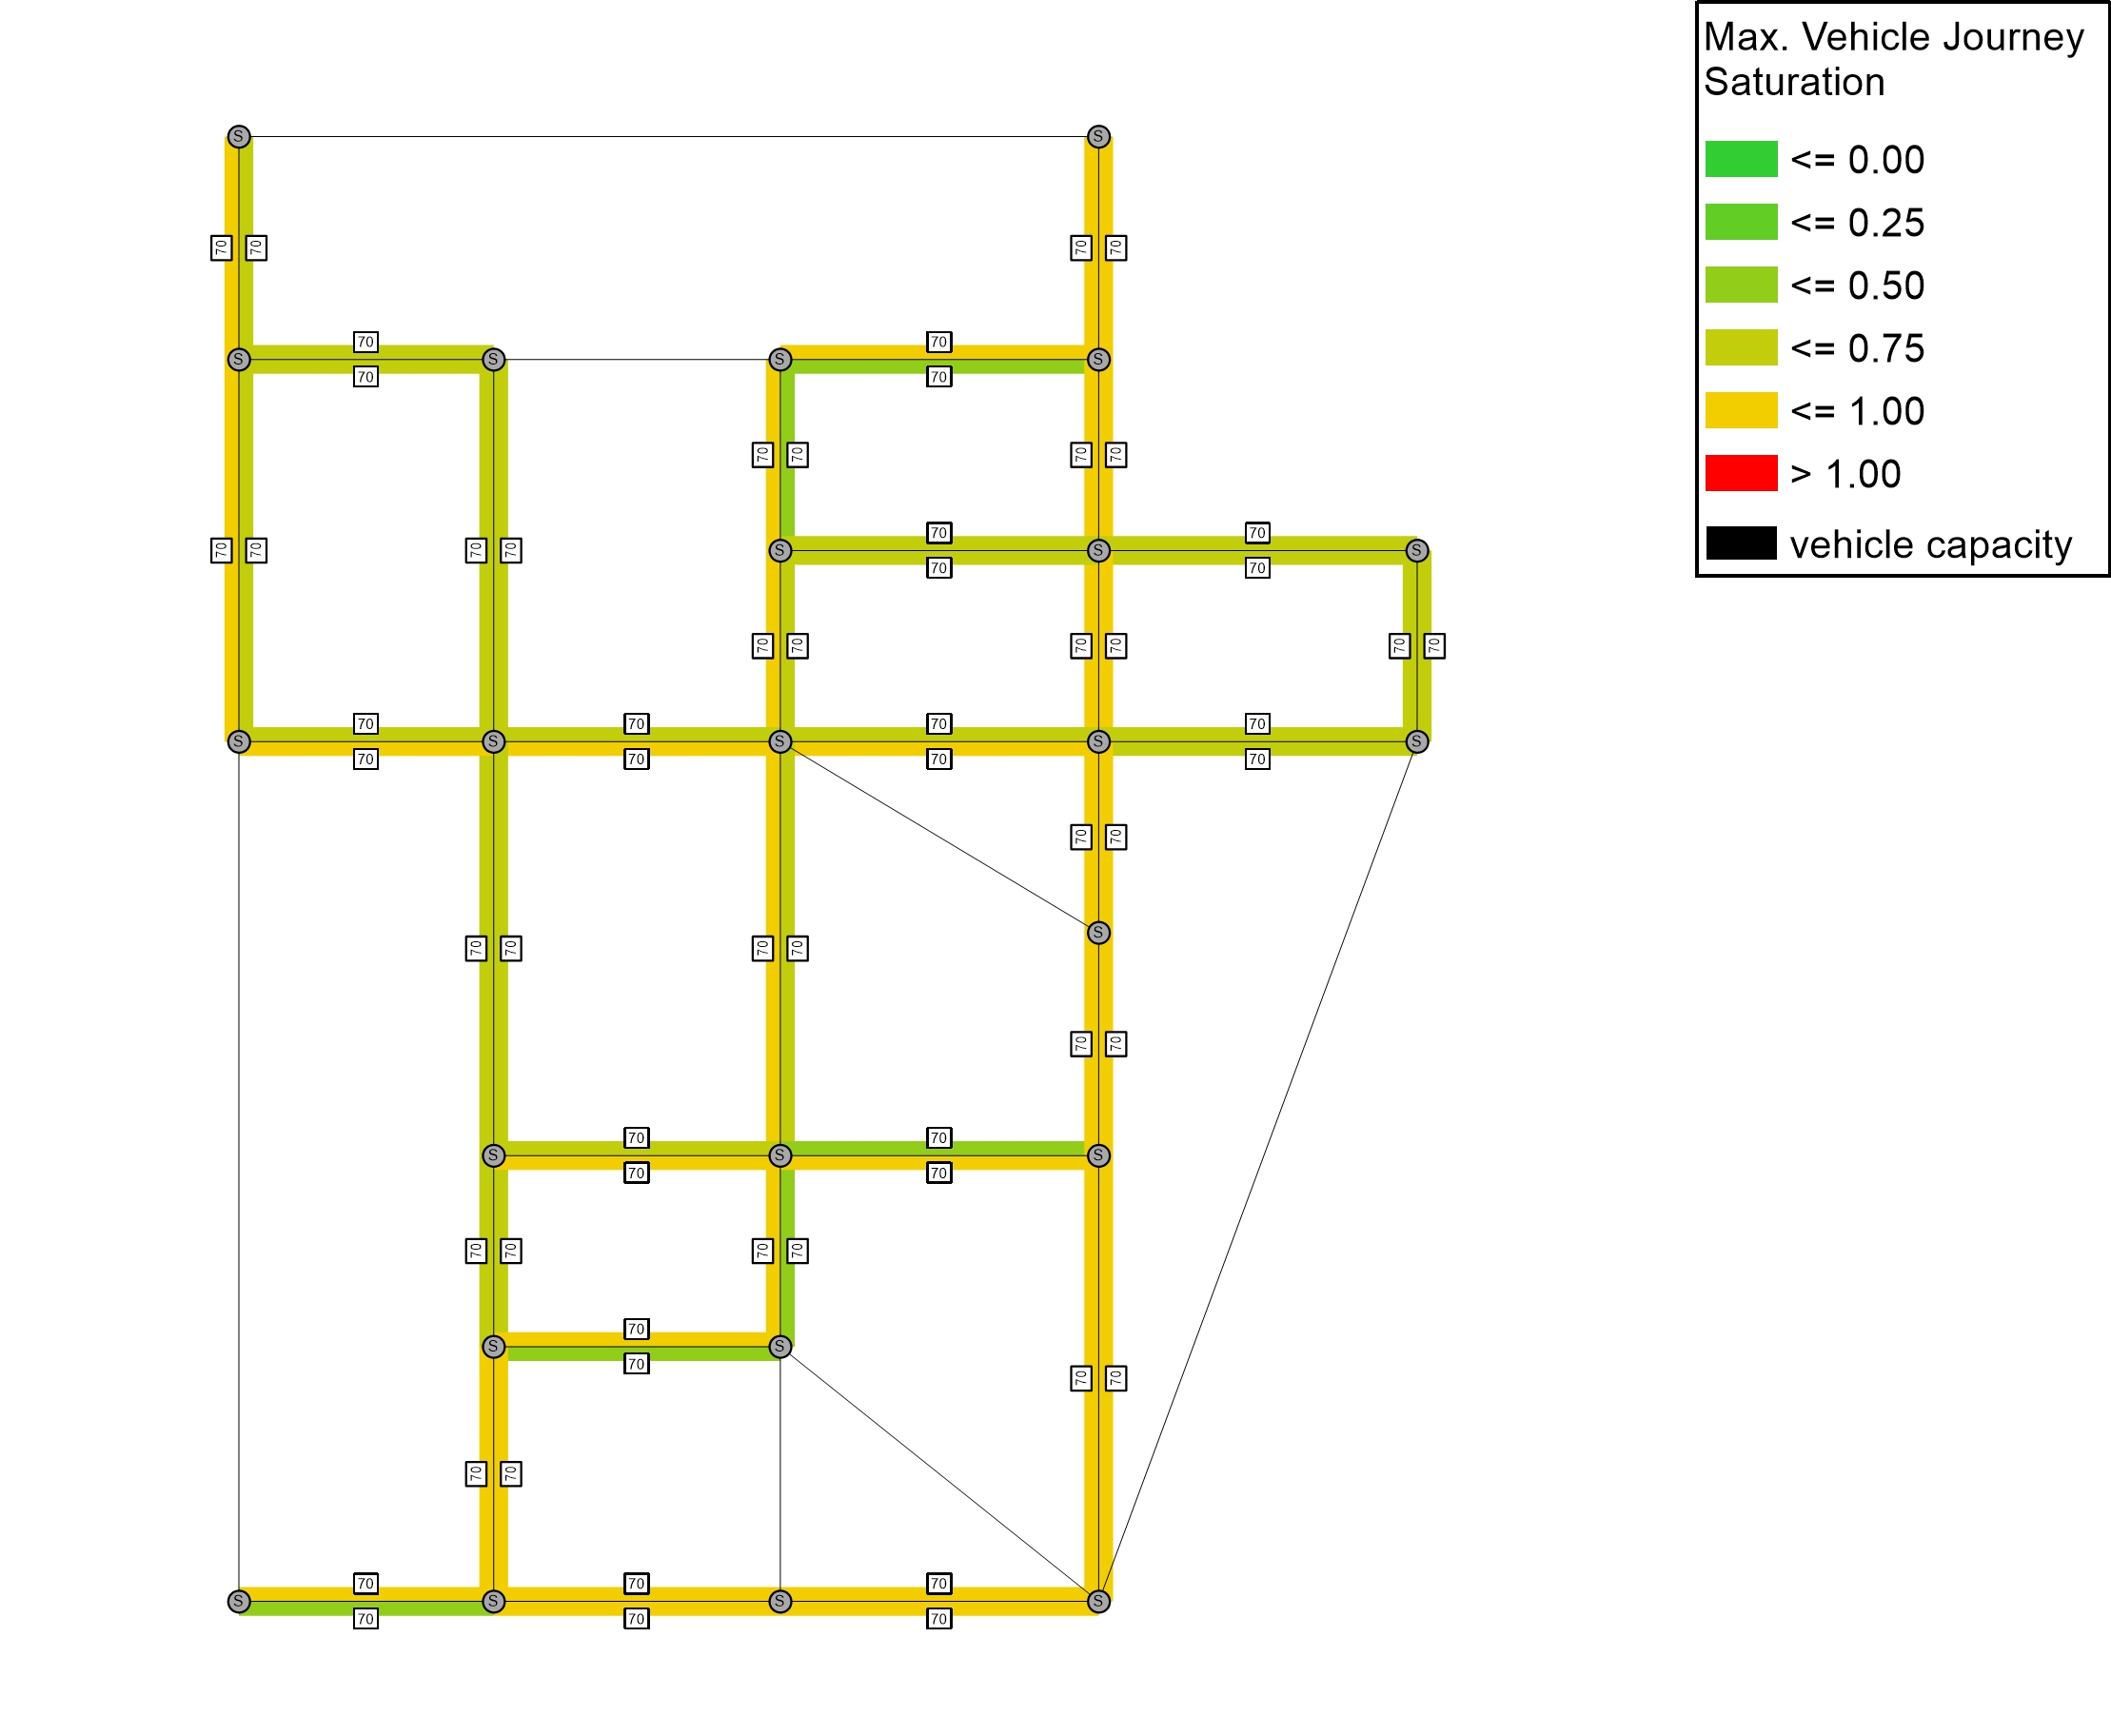 Max. Vehicle Journey
Saturation
<= 0.00
<= 0.25
<= 0.50
<= 0.75
<= 1.00
> 1.00
vehicle capacity
S S
70 70 70 70
70 70
S S S S
70 70
70 70 70 70
70 70
S S S
70 70
70 70 70 70 70 70 70 70
70 70 70 70 70 70
70 70 70 70
S S S S S
70 70 70 70
70 70
S
70 70 70 70
70 70
70 70
S S S
70 70
70 70 70 70
70
S S
70
70 70
70 70
70 70 70
S S S S
70 70 70